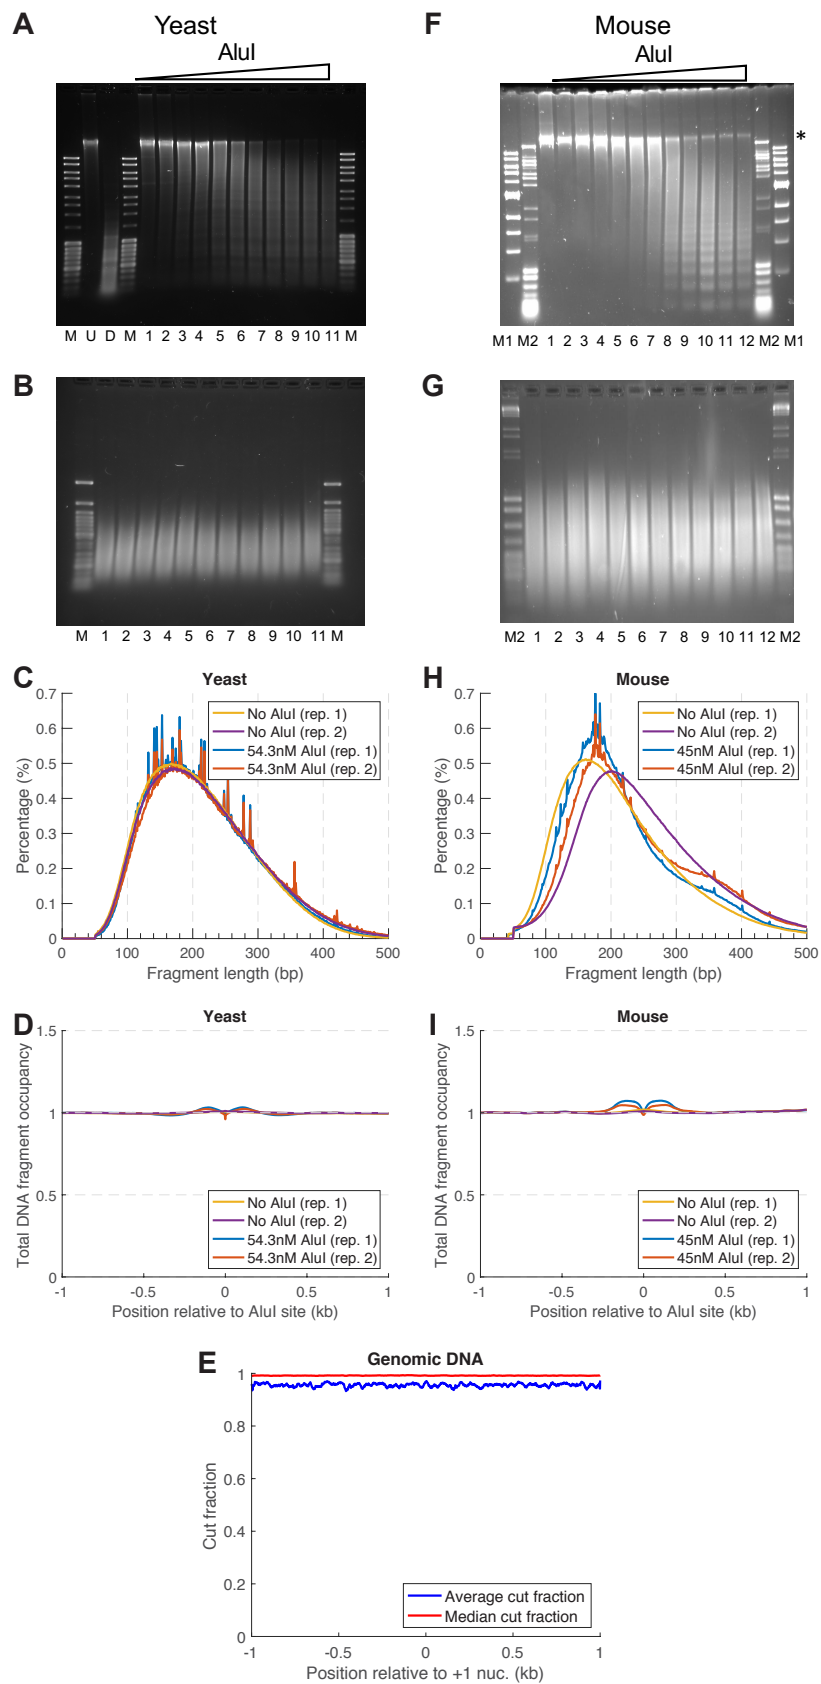 A
Yeast
AluI
M U D M 1 2 3 4 5 6 7 8 9 10 11 M
B
M 1 2 3 4 5 6 7 8 9 10 11 M
C
Yeast
0.7
0.6
0.5
0.4
0.3
0.2
0.1
0
Percentage (%)
No AluI (rep. 1)
No AluI (rep. 2)
54.3nM AluI (rep. 1)
54.3nM AluI (rep. 2)
0 100 200 300 400 500
Fragment length (bp)
D
Yeast
1.5
1
0.5
0
Total DNA fragment occupancy
No AluI (rep. 1)
No AluI (rep. 2)
54.3nM AluI (rep. 1)
54.3nM AluI (rep. 2)
-1 -0.5 0 0.5 1
Position relative to AluI site (kb)
F
Mouse
AluI
*
M1 M2 1 2 3 4 5 6 7 8 9 10 11 12 M2 M1
G
M2 1 2 3 4 5 6 7 8 9 10 11 12 M2
H
Mouse
0.7
0.6
0.5
0.4
0.3
0.2
0.1
0
Percentage (%)
No AluI (rep. 1)
No AluI (rep. 2)
45nM AluI (rep. 1)
45nM AluI (rep. 2)
0 100 200 300 400 500
Fragment length (bp)
I
Mouse
1.5
1
0.5
0
Total DNA fragment occupancy
No AluI (rep. 1)
No AluI (rep. 2)
45nM AluI (rep. 1)
45nM AluI (rep. 2)
-1 -0.5 0 0.5 1
Position relative to AluI site (kb)
E
Genomic DNA
1
0.8
0.6
0.4
0.2
0
Cut fraction
Average cut fraction
Median cut fraction
-1 -0.5 0 0.5 1
Position relative to +1 nuc. (kb)